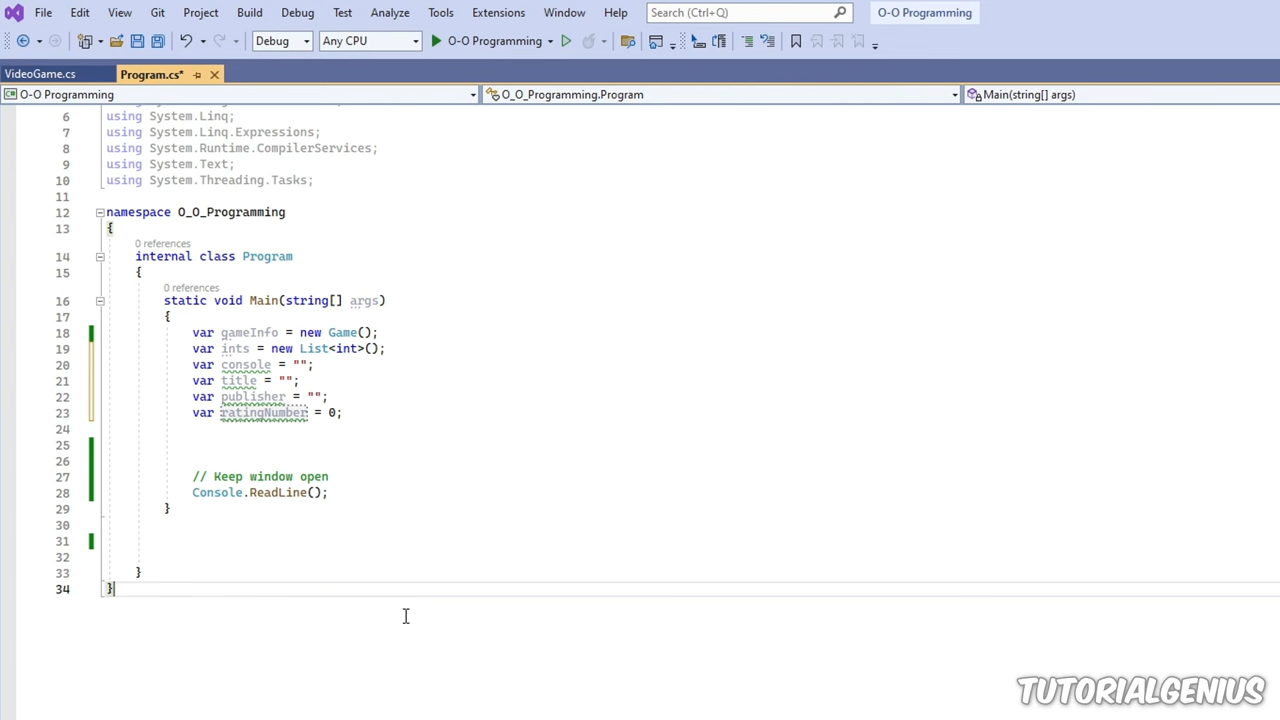 File Edit View Git Project Build Debug Test Analyze Tools Extensions Window Help Search (Ctrl+Q) O-O Programming
Debug Any CPU O-O Programming
VideoGame.cs Program.cs*
O-O Programming O_O_Programming.Program Main(string[] args)
6 using System.Linq;
7 using System.Linq.Expressions;
8 using System.Runtime.CompilerServices;
9 using System.Text;
10 using System.Threading.Tasks;
11
12 namespace O_O_Programming
13 {
0 references
14 internal class Program
15 {
0 references
16 static void Main(string[] args)
17 {
18 var gameInfo = new Game();
19 var ints = new List<int>();
20 var console = "";
21 var title = "";
22 var publisher = "";
23 var ratingNumber = 0;
24
25
26
27 // Keep window open
28 Console.ReadLine();
29 }
30
31
32
33 }
34 }
TUTORIALGENIUS